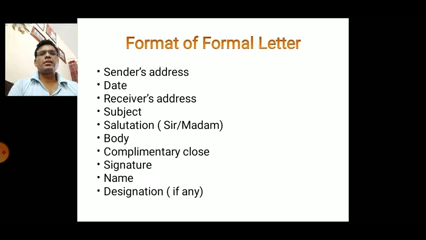 Format of Formal Letter
• Sender's address
• Date
• Receiver's address
• Subject
• Salutation ( Sir/Madam)
• Body
• Complimentary close
• Signature
• Name
• Designation ( if any)